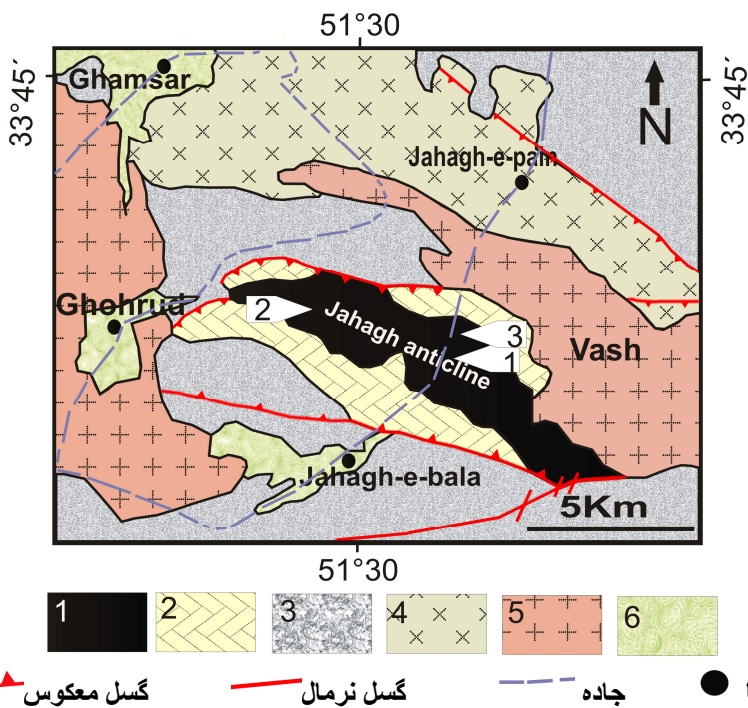 51°30
33°45´
33°45´
Ghamsar
N
Jahagh-e-pain
Ghohrud
2
Jahagh anticline
3
1
Vash
Jahagh-e-bala
5Km
51°30
1 2 3 4 5 6
گسل معکوس
گسل نرمال
جاده